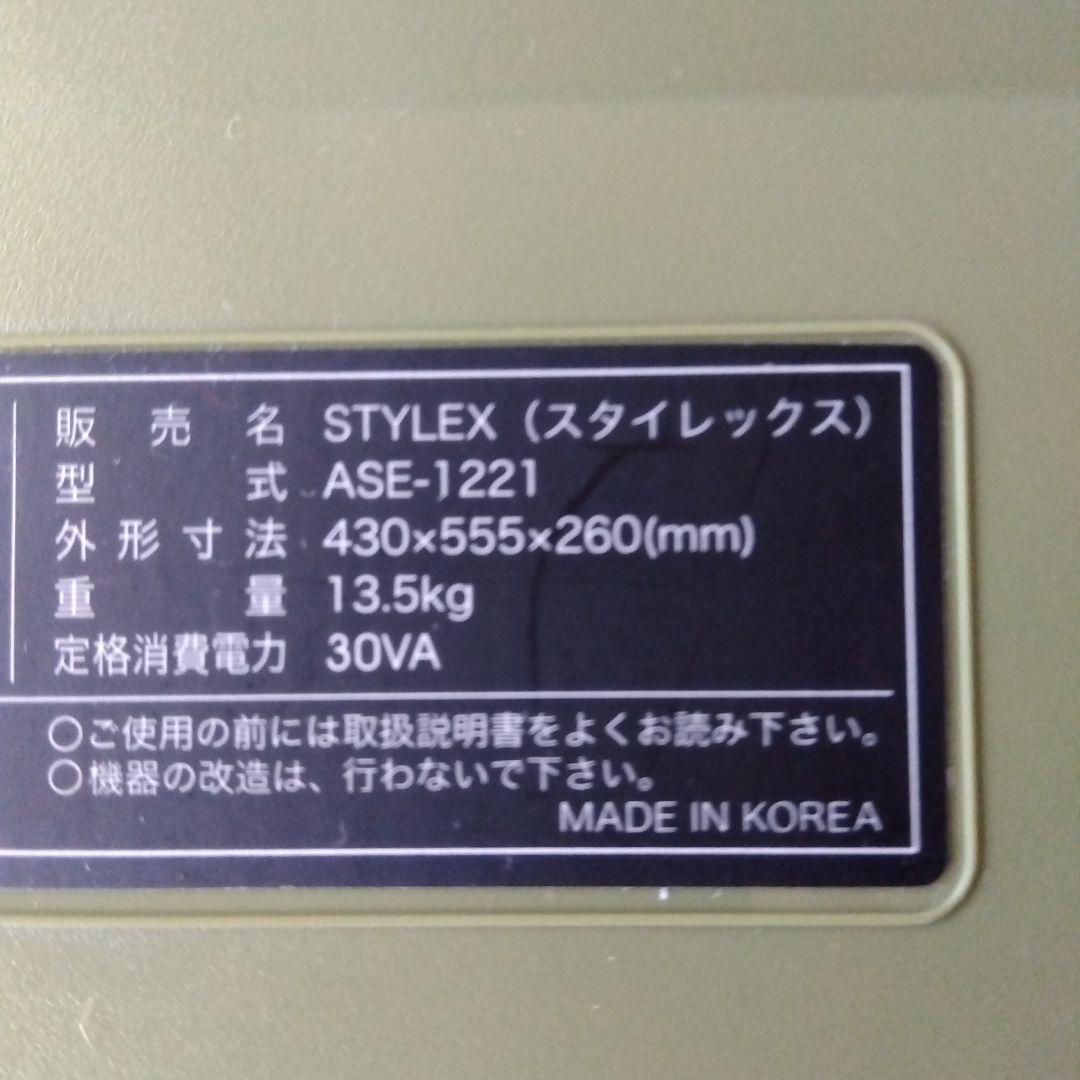 販売名 STYLEX（スタイレックス）
型式 ASE-1221
外形寸法 430×555×260(mm)
重量 13.5kg
定格消費電力 30VA
○ご使用の前には取扱説明書をよくお読み下さい。
○機器の改造は、行わないで下さい。
MADE IN KOREA